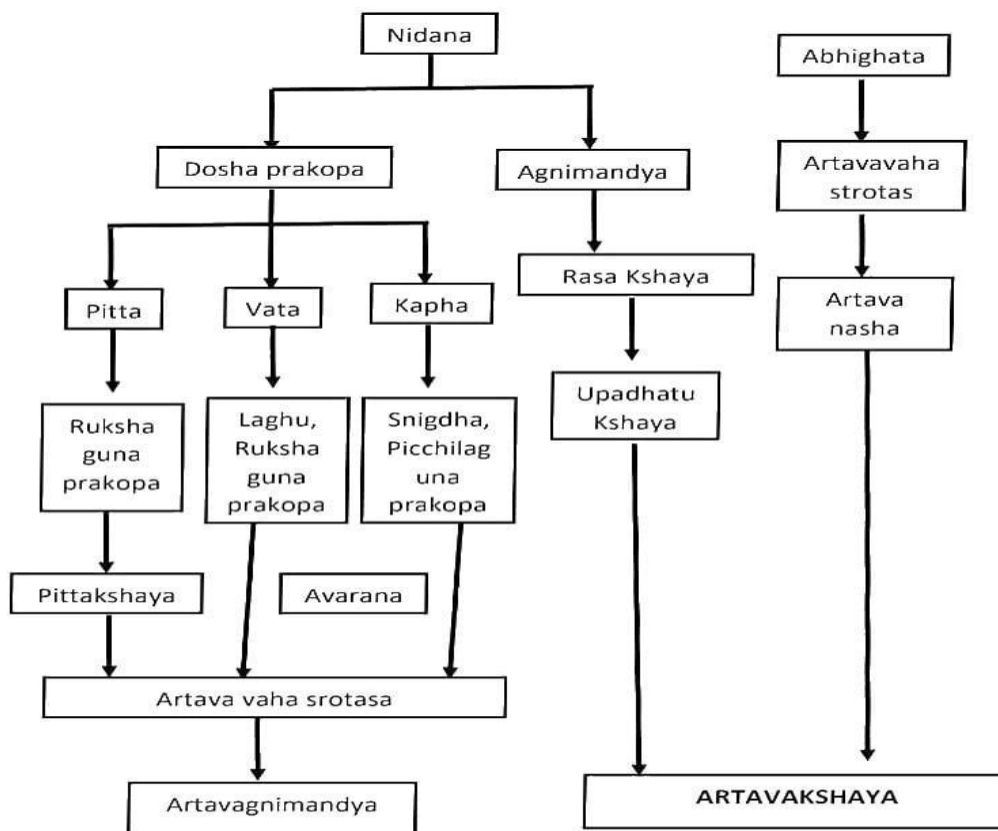 Nidana
Abhighata
Dosha prakopa
Agnimandya
Artavavaha
strotas
Rasa Kshaya
Pitta
Vata
Kapha
Artava
nasha
Upadhatu
Kshaya
Ruksha
guna
prakopa
Laghu,
Ruksha
guna
prakopa
Snigdha,
Picchilag
una
prakopa
Pittakshaya
Avarana
Artava vaha srotasa
Artavagnimandya
ARTAVAKSHAYA